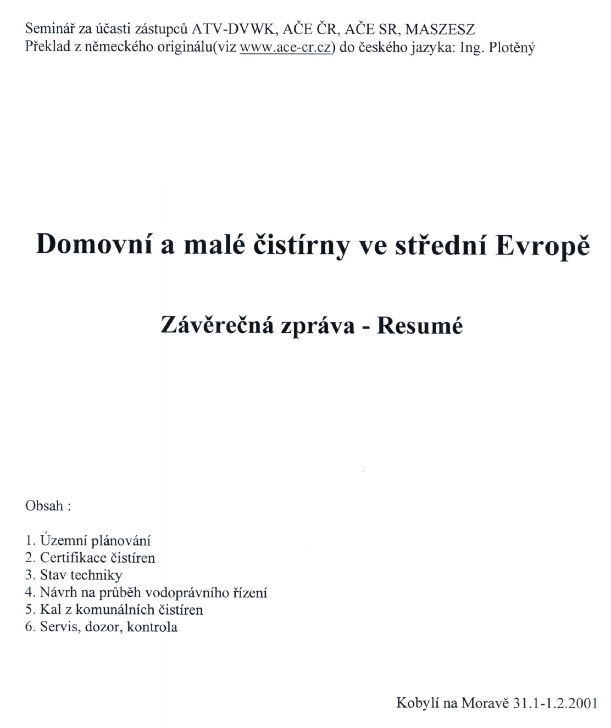 Seminář za účasti zástupců ATV-DVWK, AČE ČR, AČE SR, MASZESZ
Překlad z německého originálu(viz www.ace-cr.cz) do českého jazyka: Ing. Plotěný
Domovní a malé čistírny ve střední Evropě
Závěrečná zpráva - Resumé
Obsah :
1. Územní plánování
2. Certifikace čistíren
3. Stav techniky
4. Návrh na průběh vodoprávního řízení
5. Kal z komunálních čistíren
6. Servis, dozor, kontrola
Kobylí na Moravě 31.1-1.2.2001